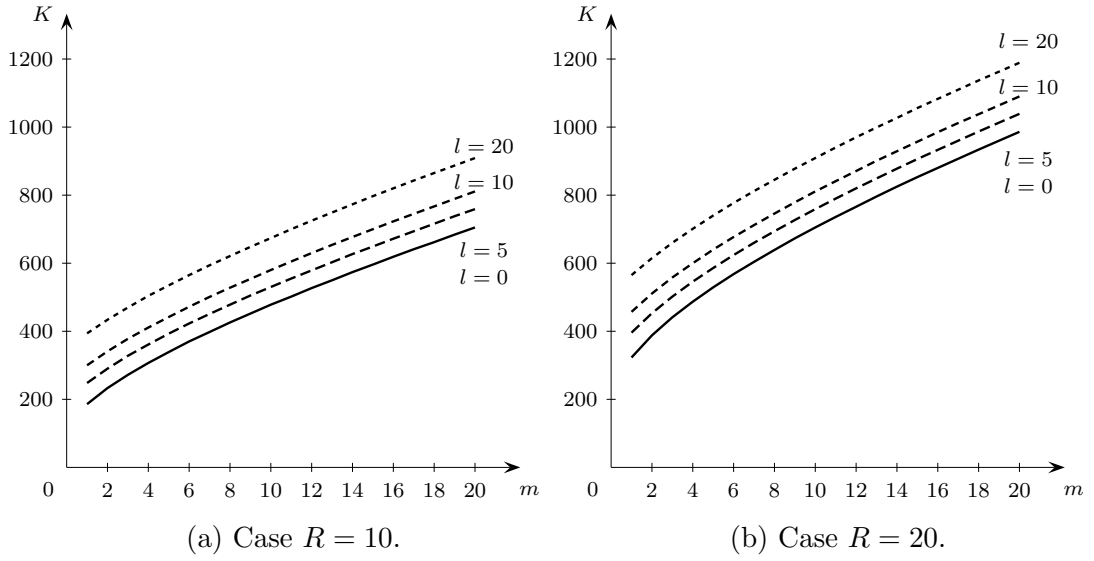 K
1200
1000
800
600
400
200
0
2 4 6 8 10 12 14 16 18 20 m
l = 20
l = 10
l = 5
l = 0
(a) Case R = 10.
K
1200
1000
800
600
400
200
0
2 4 6 8 10 12 14 16 18 20 m
l = 20
l = 10
l = 5
l = 0
(b) Case R = 20.